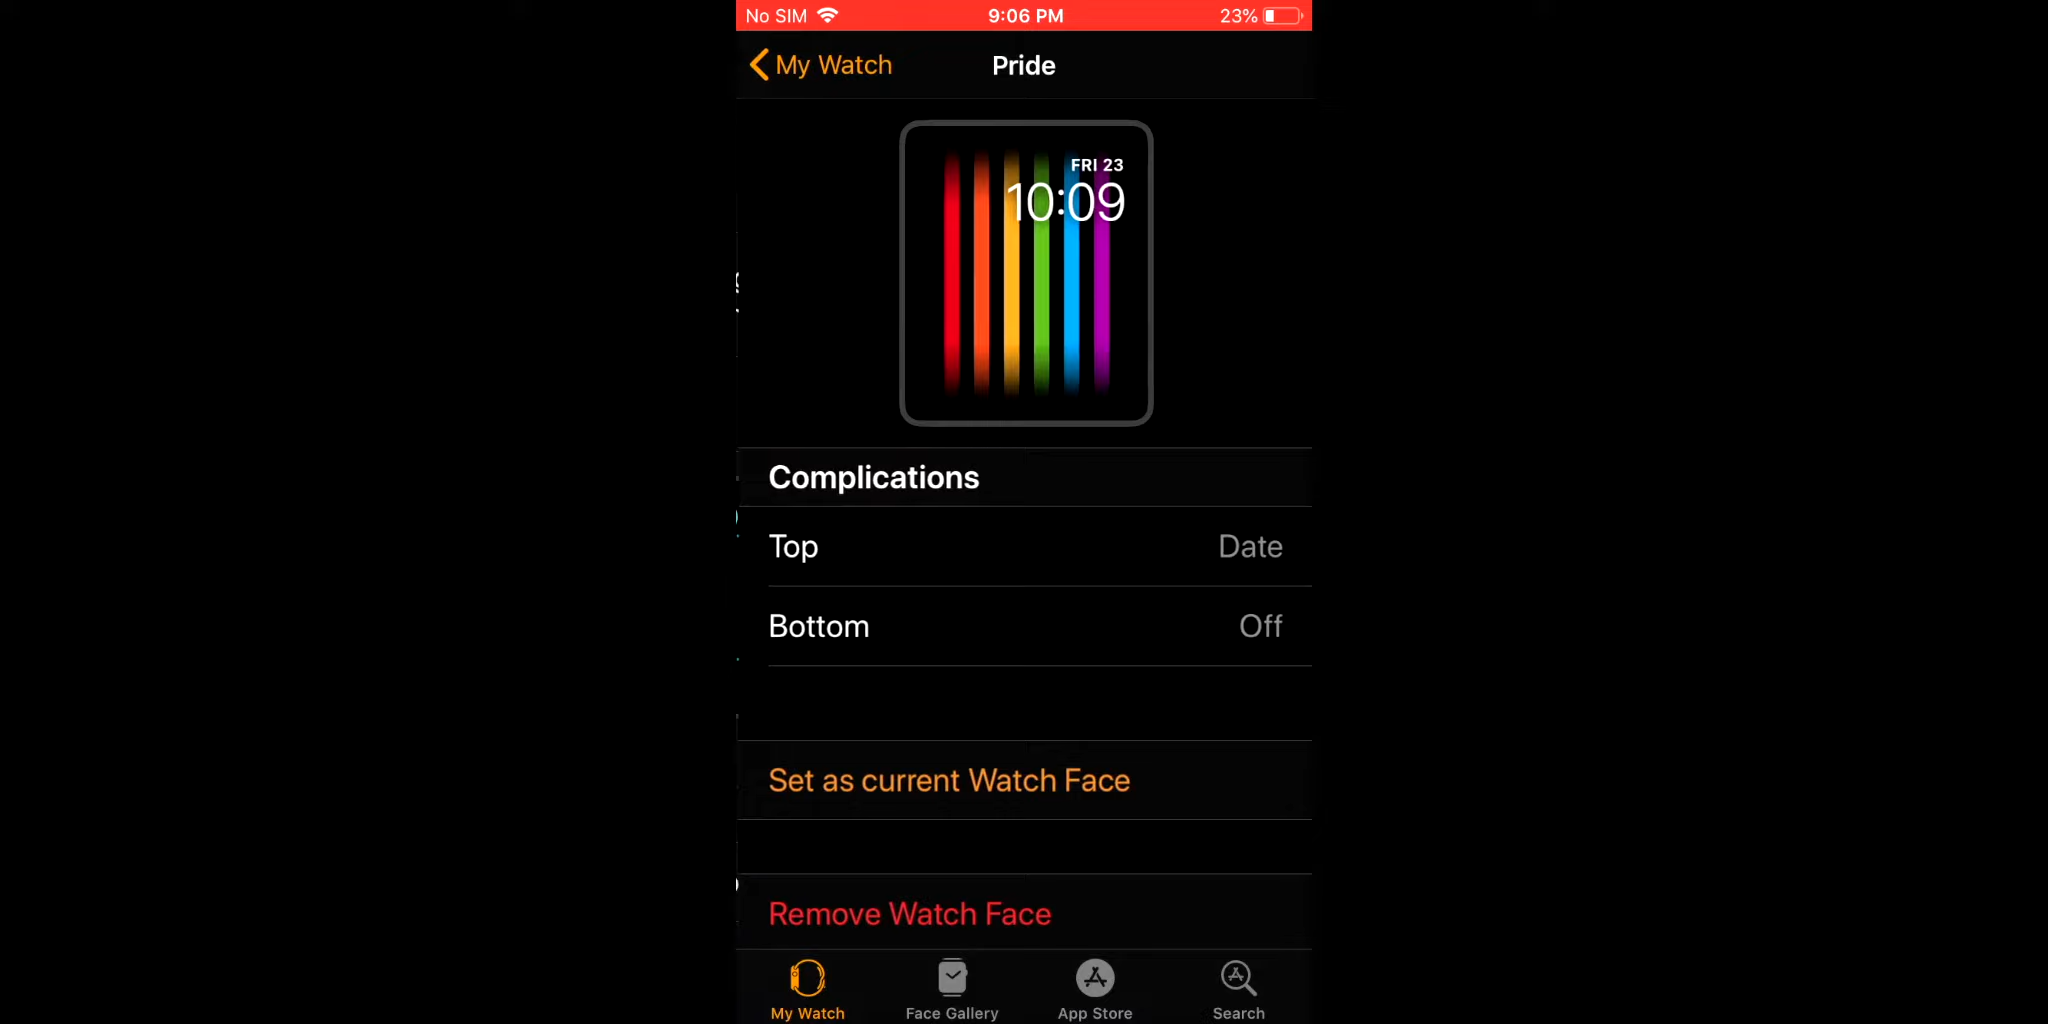 No SIM 9:06 PM 23%
My Watch Pride
FRI 23
10:09
Complications
Top Date
Bottom Off
Set as current Watch Face
Remove Watch Face
My Watch Face Gallery App Store Search